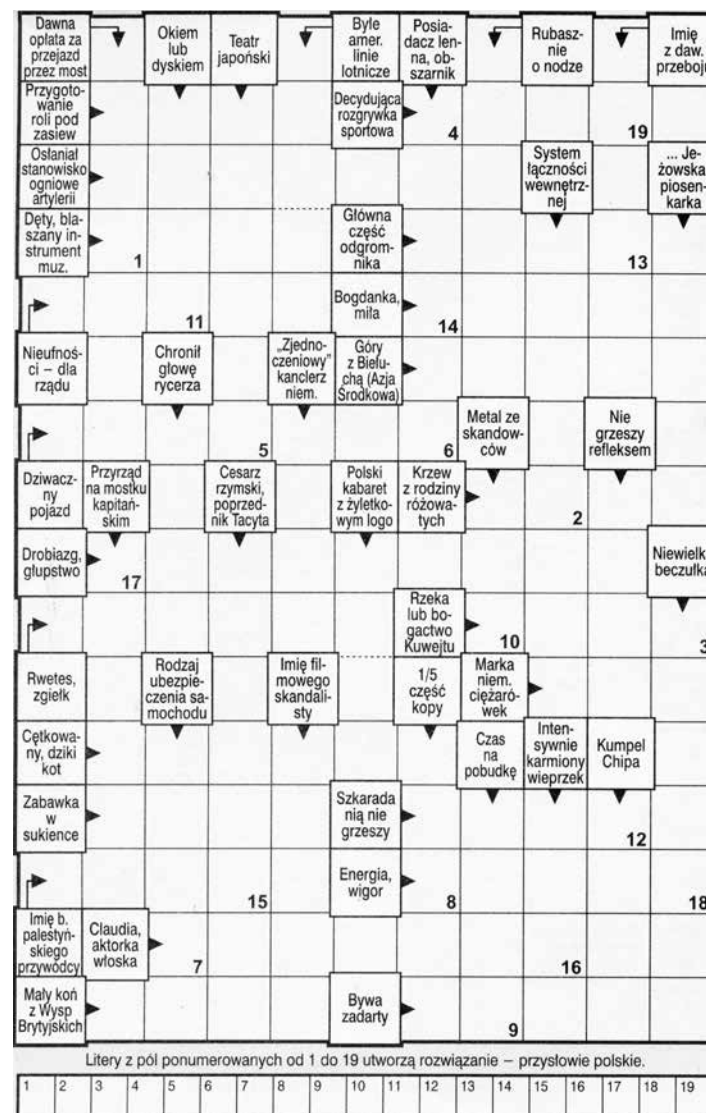 Dawna
opłata za
przejazd
przez most
Okiem
lub
dyskiem
Teatr
japoński
Byłe
amer.
linie
lotnicze
Posia-
dacz len-
na, ob-
szarnik
Rubasz-
nie
o nodze
Imię
z daw.
przeboju
Przygoto-
wanie
roli pod
zasiew
Decydująca
rozgrywka
sportowa
4
19
Osłaniał
stanowisko
ogniowe
artylerii
System
łączności
wewnętrz-
nej
... Je-
żowska,
piosen-
karka
Dęty, bla-
szany in-
strument
muz.
1
Główna
część
odgrom-
nika
13
11
Bogdanka,
miła
14
Nieufnoś-
ci – dla
rządu
Chronił
głowę
rycerza
„Zjedno-
czeniowy”
kanclerz
niem.
Góry
z Biełu-
chą (Azja
Środkowa)
5
6
Metal ze
skandow-
ców
Nie
grzeszy
refleksem
Dziwacz-
ny
pojazd
Przyrząd
na mostku
kapitań-
skim
Cesarz
rzymski,
poprzed-
nik Tacyta
Polski
kabaret
z żyletko-
wym logo
Krzew
z rodziny
różowa-
tych
2
Drobiazg,
głupstwo
17
Niewielka
beczułka
Rzeka
lub bo-
gactwo
Kuwejtu
10
3
Rwetes,
zgiełk
Rodzaj
ubezpie-
czenia sa-
mochodu
Imię fil-
mowego
skandali-
sty
1/5
część
kopy
Marka
niem.
ciężaró-
wek
Cętko-
wany, dziki
kot
Czas
na
pobudkę
Inten-
sywnie
karmiony
wieprzek
Kumpel
Chipa
Zabawka
w
sukience
Szkarada
nią nie
grzeszy
12
15
Energia,
wigor
8
18
Imię b.
palestyń-
skiego
przywódcy
Claudia,
aktorka
włoska
7
16
Mały koń
z Wysp
Brytyjskich
Bywa
zadarty
9
Litery z pól ponumerowanych od 1 do 19 utworzą rozwiązanie – przysłowie polskie.
1 2 3 4 5 6 7 8 9 10 11 12 13 14 15 16 17 18 19